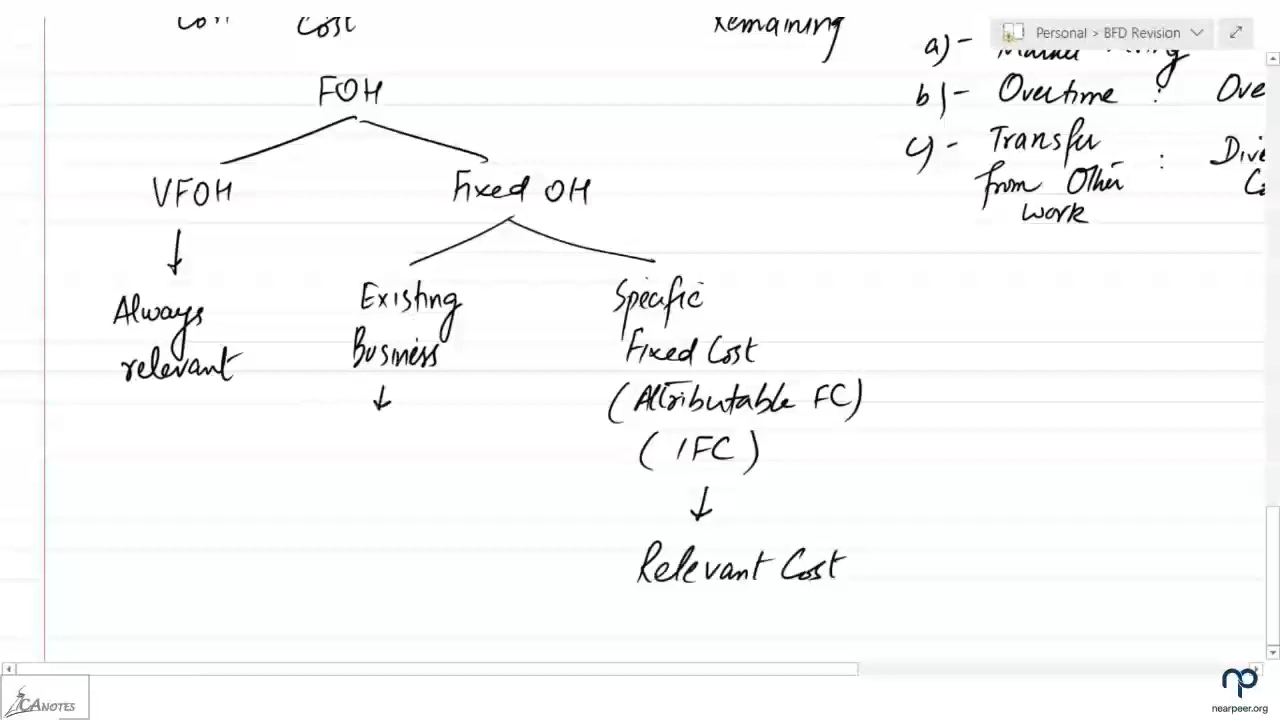 Cost
Remaining
Personal > BFD Revision
a)-
FOH
b)- Overtime : Ove
c)- Transfer : Dive
from Other
work
VFOH
Fixed OH
Always
relevant
Existing
Business
Specific
Fixed Cost
(Attributable FC)
(IFC)
Relevant Cost
CANOTES
np
nearpeer.org